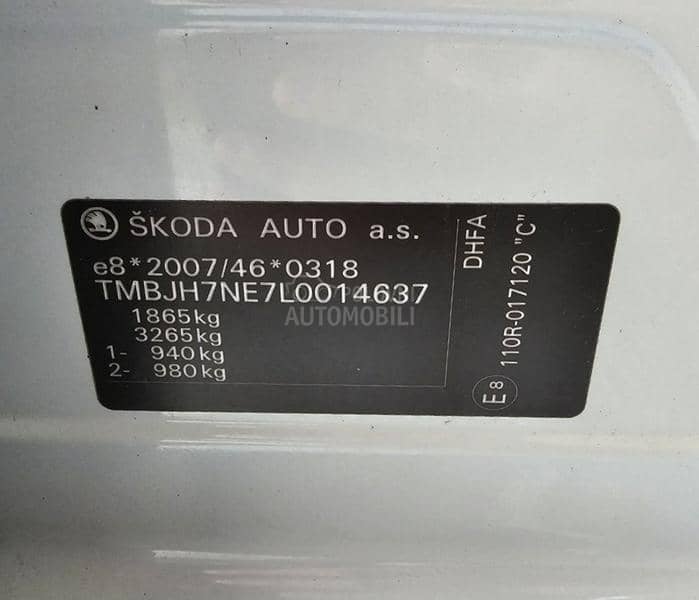 ŠKODA AUTO a.s.
e8*2007/46*0318
TMBJH7NE7L0014637
1865kg
3265kg
1- 940kg
2- 980kg
DHFA
E8 110R-017120 "C"
AUTOMOBILI